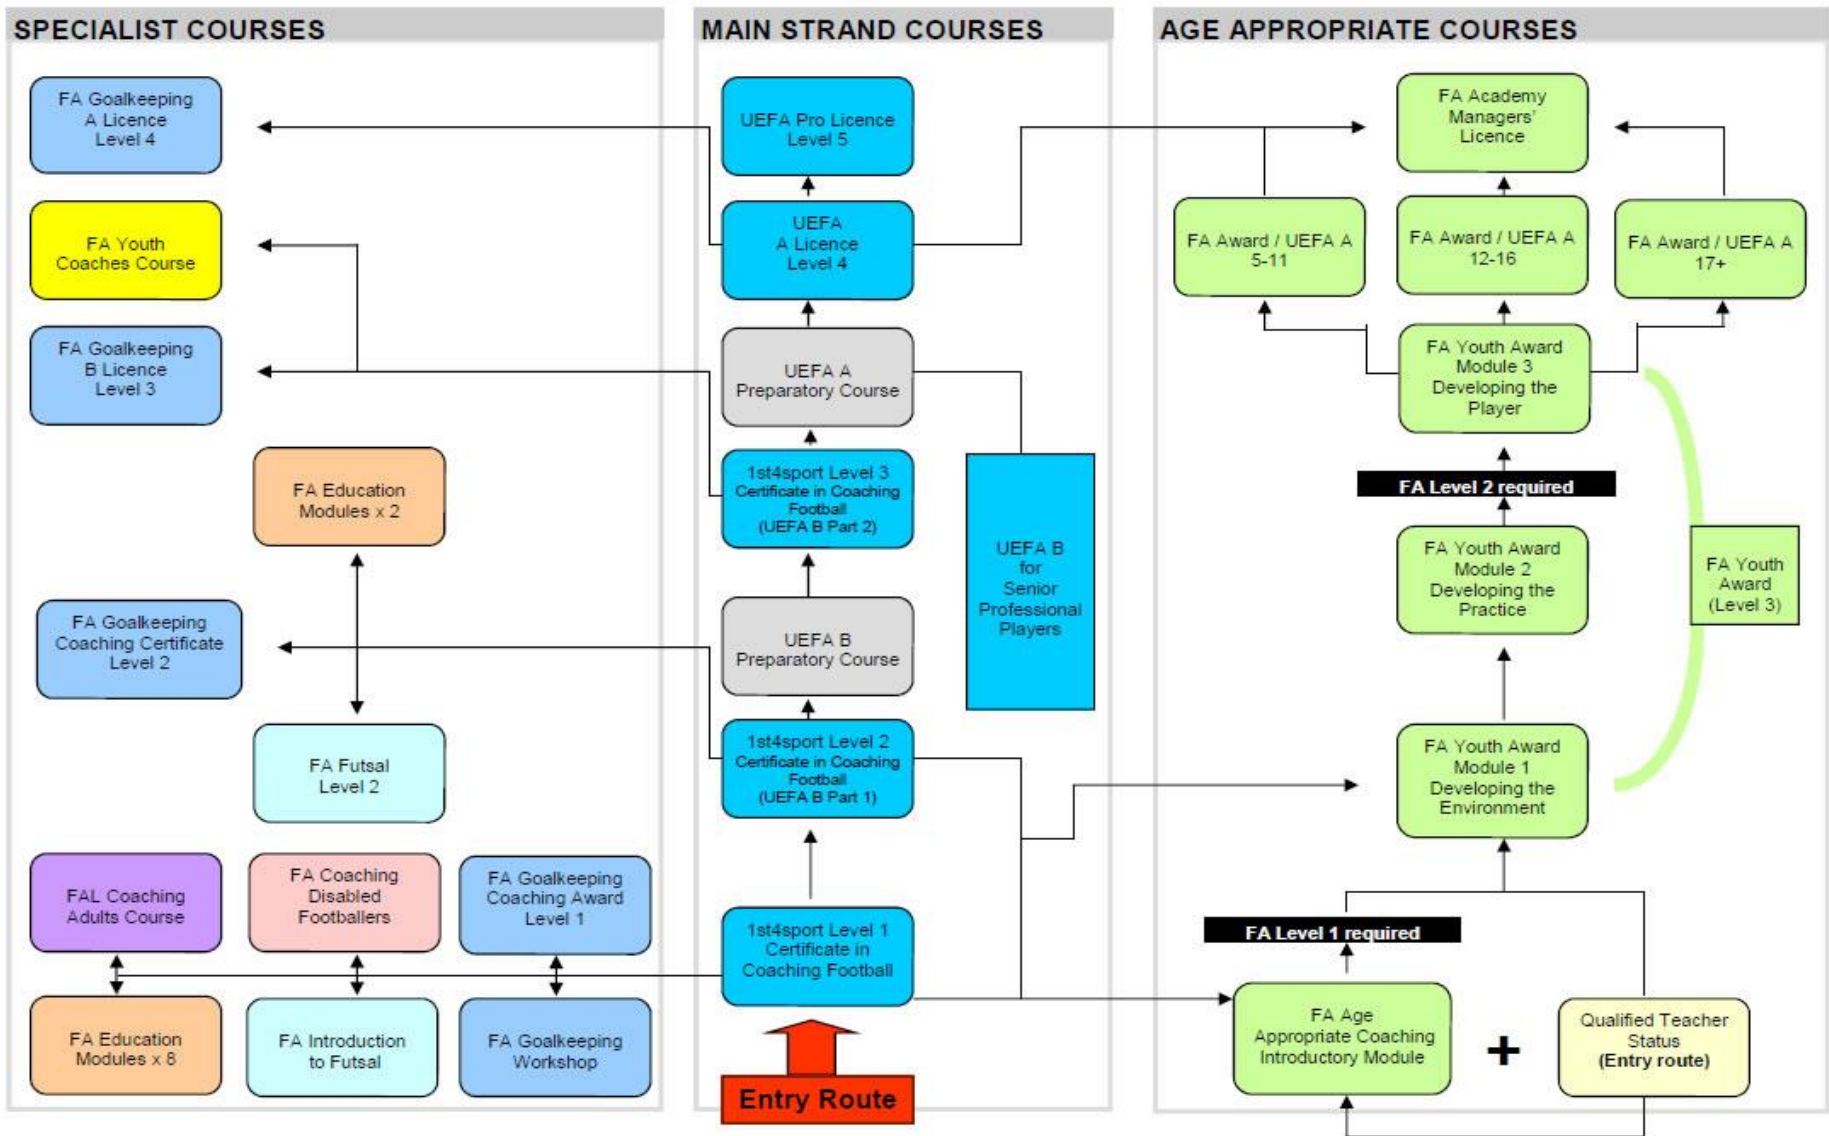 SPECIALIST COURSES
FA Goalkeeping
A Licence
Level 4
FA Youth
Coaches Course
FA Goalkeeping
B Licence
Level 3
FA Education
Modules x 2
FA Goalkeeping
Coaching Certificate
Level 2
FA Futsal
Level 2
FAL Coaching
Adults Course
FA Coaching
Disabled
Footballers
FA Goalkeeping
Coaching Award
Level 1
FA Education
Modules x 8
FA Introduction
to Futsal
FA Goalkeeping
Workshop
MAIN STRAND COURSES
UEFA Pro Licence
Level 5
UEFA
A Licence
Level 4
UEFA A
Preparatory Course
1st4sport Level 3
Certificate in Coaching
Football
(UEFA B Part 2)
UEFA B
for
Senior
Professional
Players
UEFA B
Preparatory Course
1st4sport Level 2
Certificate in Coaching
Football
(UEFA B Part 1)
1st4sport Level 1
Certificate in
Coaching Football
Entry Route
AGE APPROPRIATE COURSES
FA Academy
Managers'
Licence
FA Award / UEFA A
5-11
FA Award / UEFA A
12-16
FA Award / UEFA A
17+
FA Youth Award
Module 3
Developing the
Player
FA Level 2 required
FA Youth Award
Module 2
Developing the
Practice
FA Youth
Award
(Level 3)
FA Youth Award
Module 1
Developing the
Environment
FA Level 1 required
FA Age
Appropriate Coaching
Introductory Module
+
Qualified Teacher
Status
(Entry route)